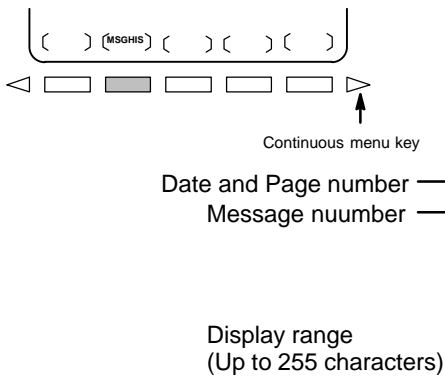 (     ) (MSGHIS) (     ) (     ) (     )
Continuous menu key
Date and Page number
Message nuumber
Display range
(Up to 255 characters)